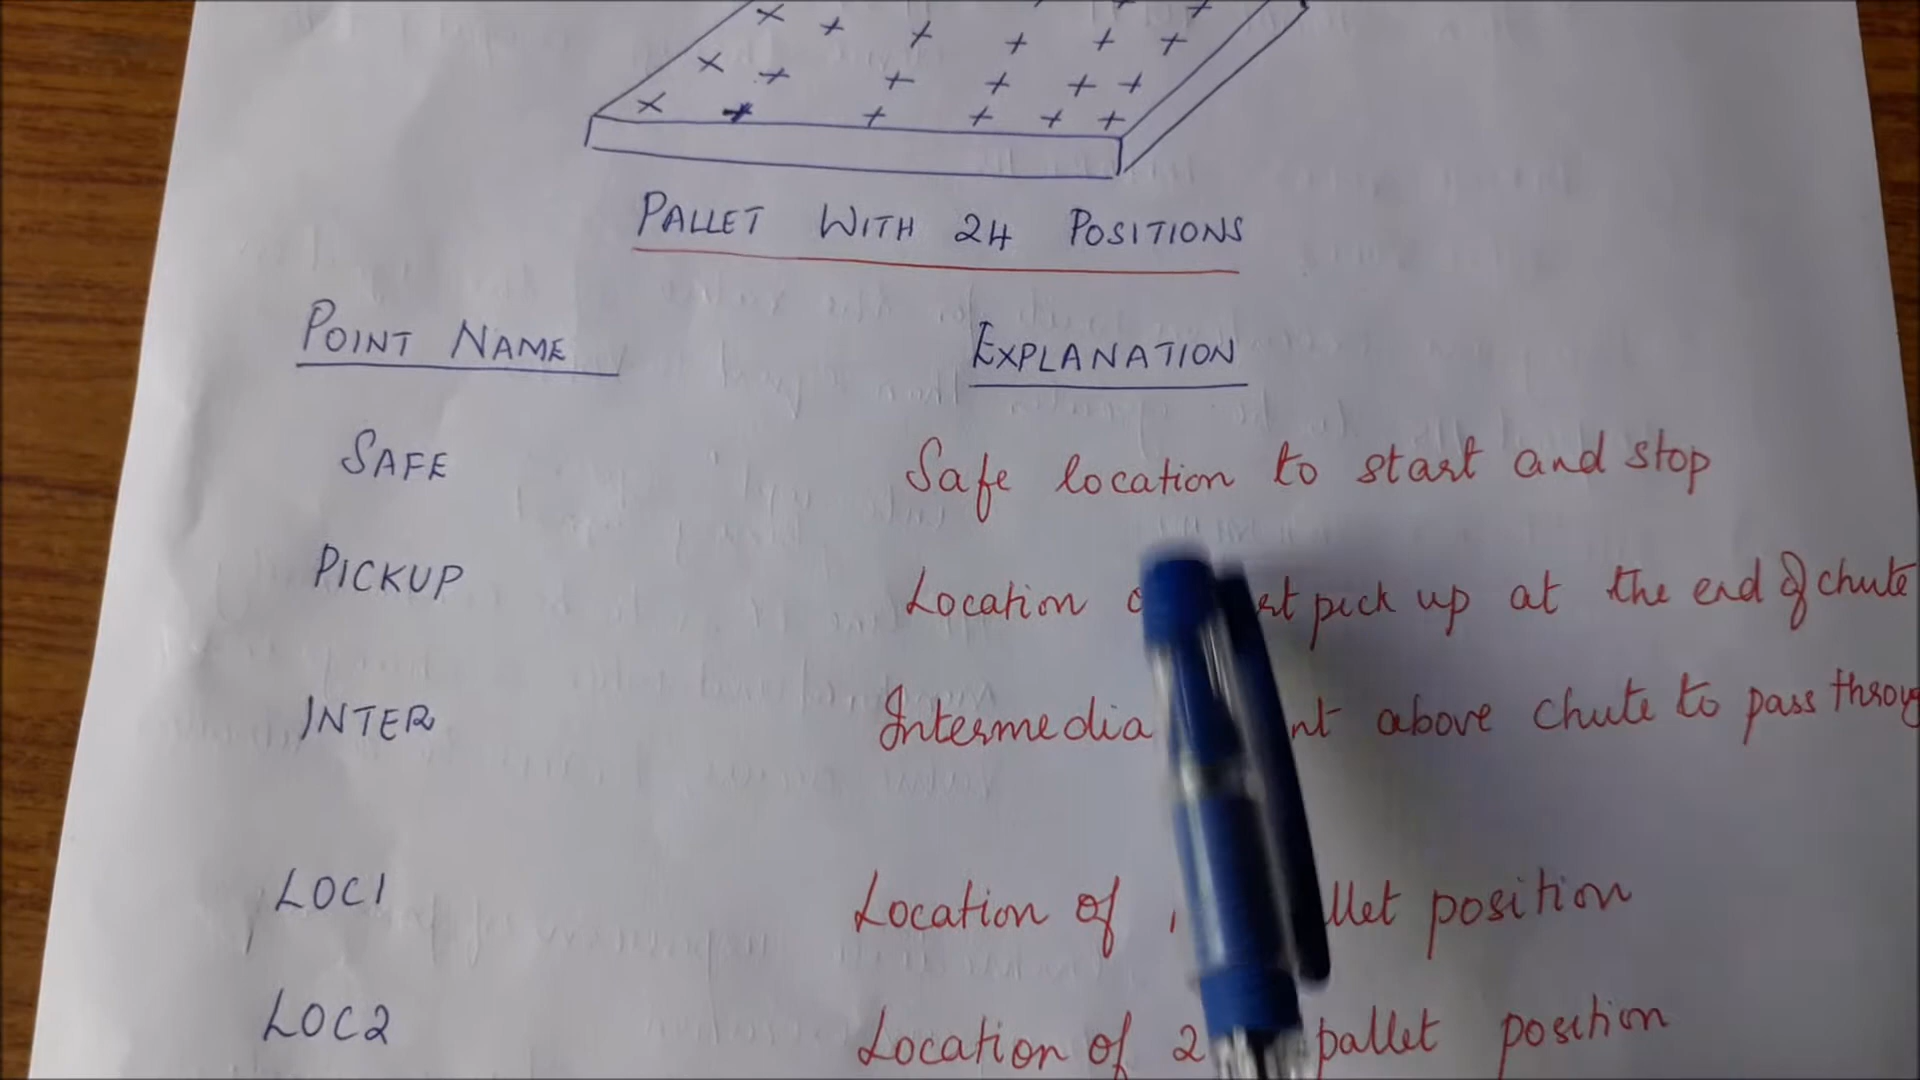 PALLET WITH 24 POSITIONS
POINT NAME EXPLANATION
SAFE Safe location to start and stop
PICKUP Location pick up at the end of chute
INTER above chute to pass
LOC1 Location of position
LOC2 Location of 2 pallet position